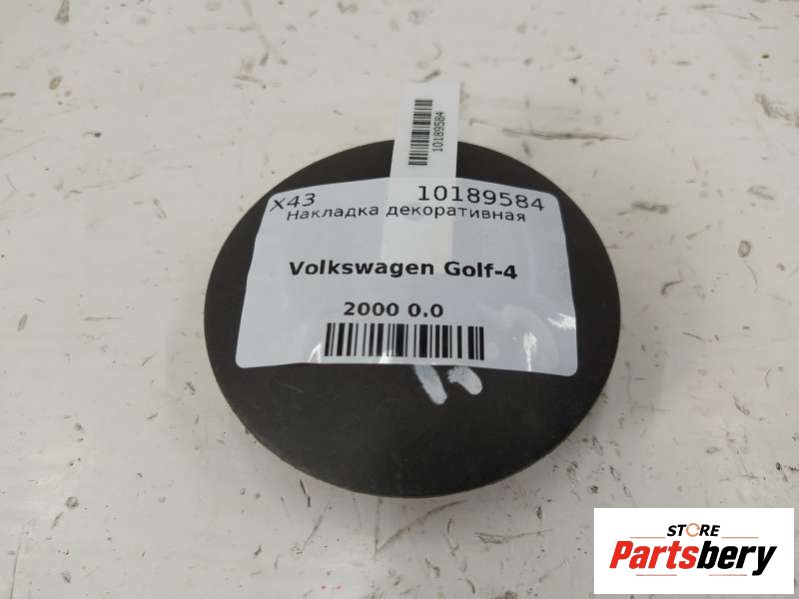 10189584
X43 10189584
Накладка декоративная
Volkswagen Golf-4
2000 0.0
STORE
Partsbery